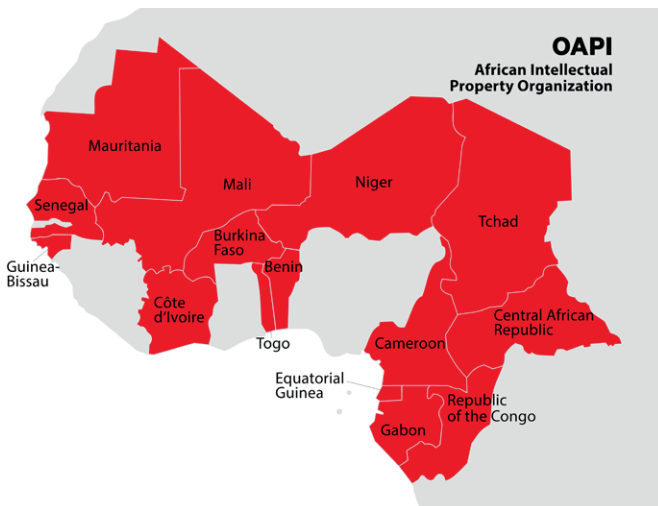 OAPI
African Intellectual
Property Organization
Mauritania
Mali
Niger
Tchad
Senegal
Burkina
Faso
Benin
Guinea-
Bissau
Côte
d'Ivoire
Togo
Central African
Republic
Cameroon
Equatorial
Guinea
Republic
of the Congo
Gabon